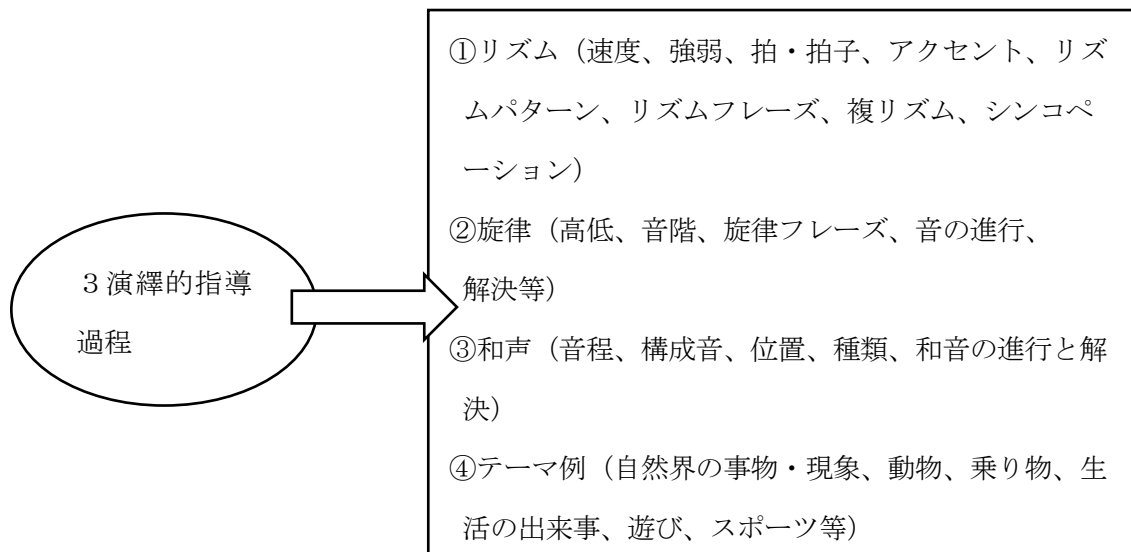 ３演繹的指導
過程
①リズム（速度、強弱、拍・拍子、アクセント、リズ
ムパターン、リズムフレーズ、複リズム、シンコペ
ーション）
②旋律（高低、音階、旋律フレーズ、音の進行、
解決等）
③和声（音程、構成音、位置、種類、和音の進行と解
決）
④テーマ例（自然界の事物・現象、動物、乗り物、生
活の出来事、遊び、スポーツ等）